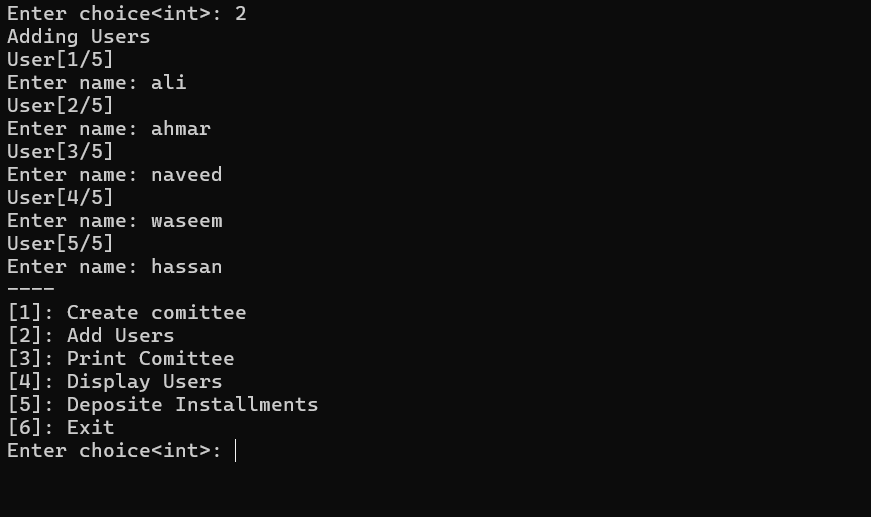 Enter choice<int>: 2
Adding Users
User[1/5]
Enter name: ali
User[2/5]
Enter name: ahmar
User[3/5]
Enter name: naveed
User[4/5]
Enter name: waseem
User[5/5]
Enter name: hassan
----
[1]: Create comittee
[2]: Add Users
[3]: Print Comittee
[4]: Display Users
[5]: Deposite Installments
[6]: Exit
Enter choice<int>: